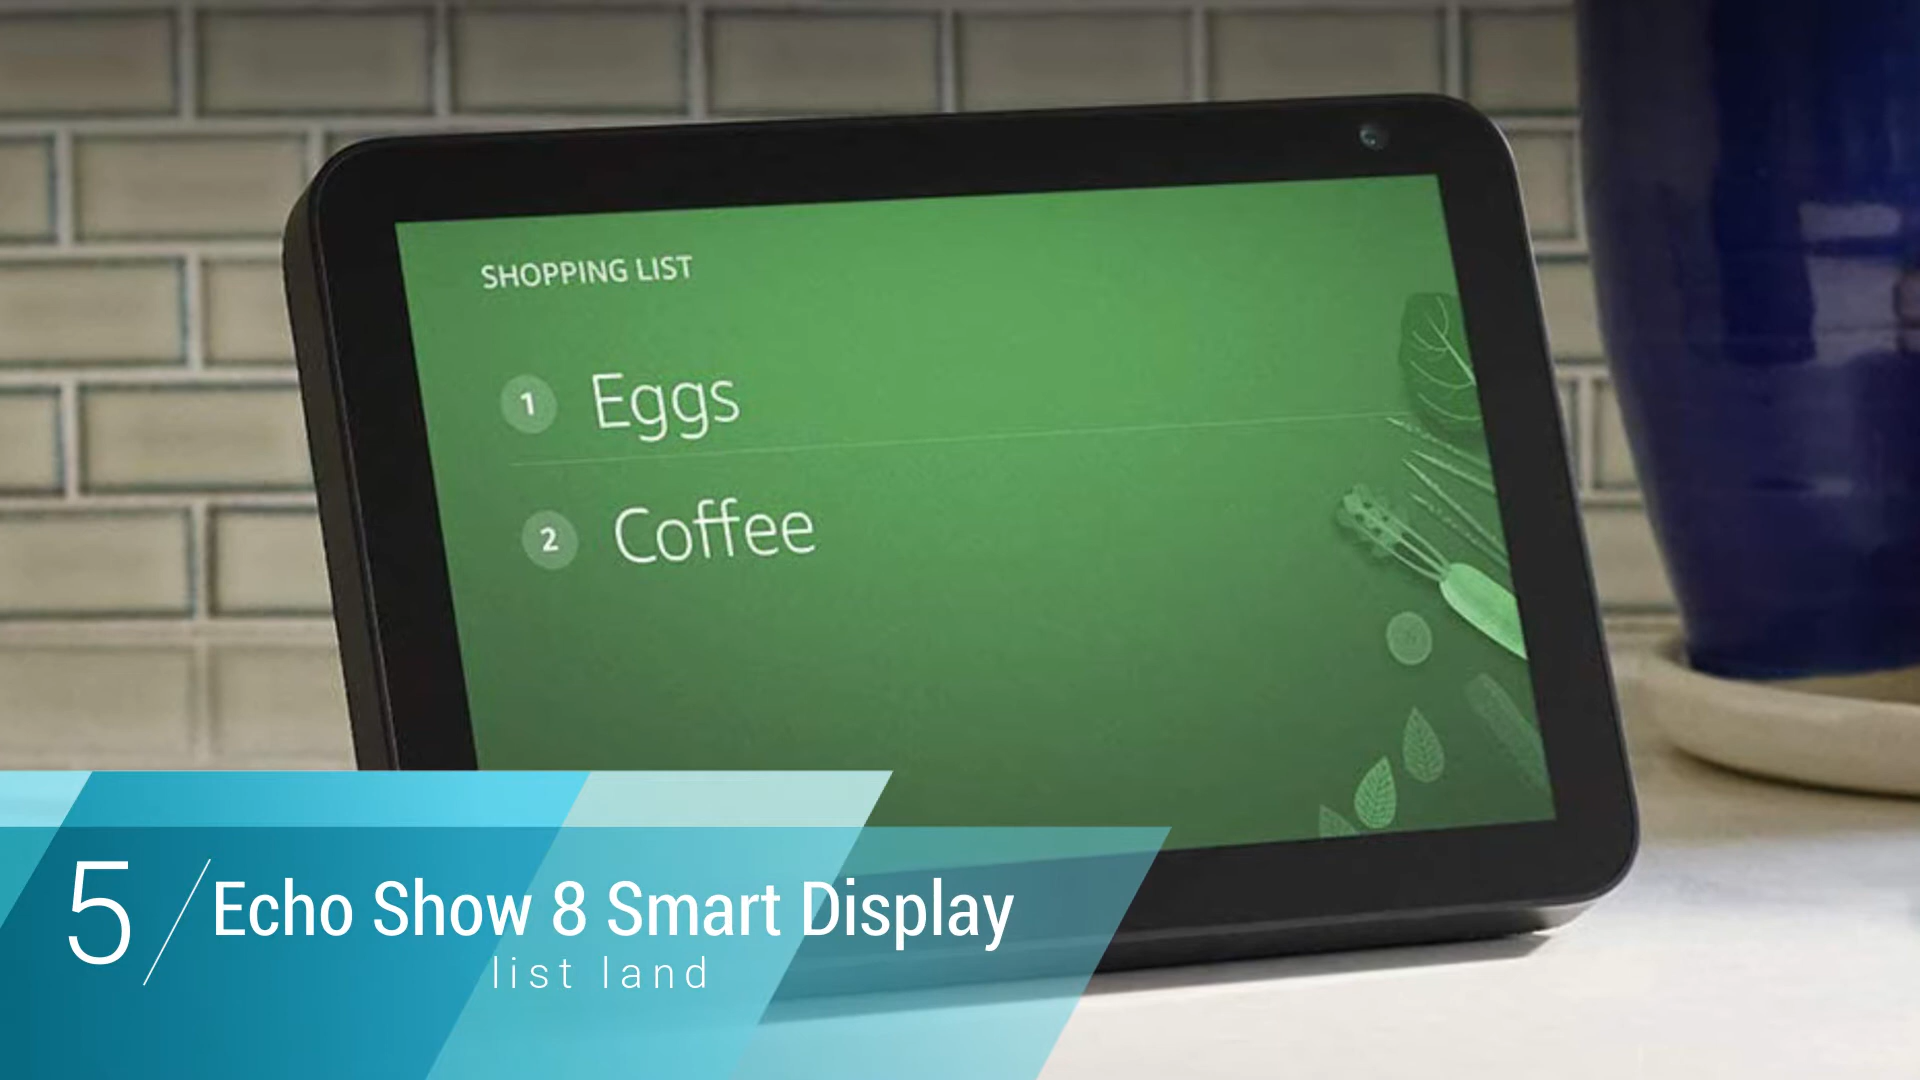 SHOPPING LIST
1 Eggs
2 Coffee
5 Echo Show 8 Smart Display
list land